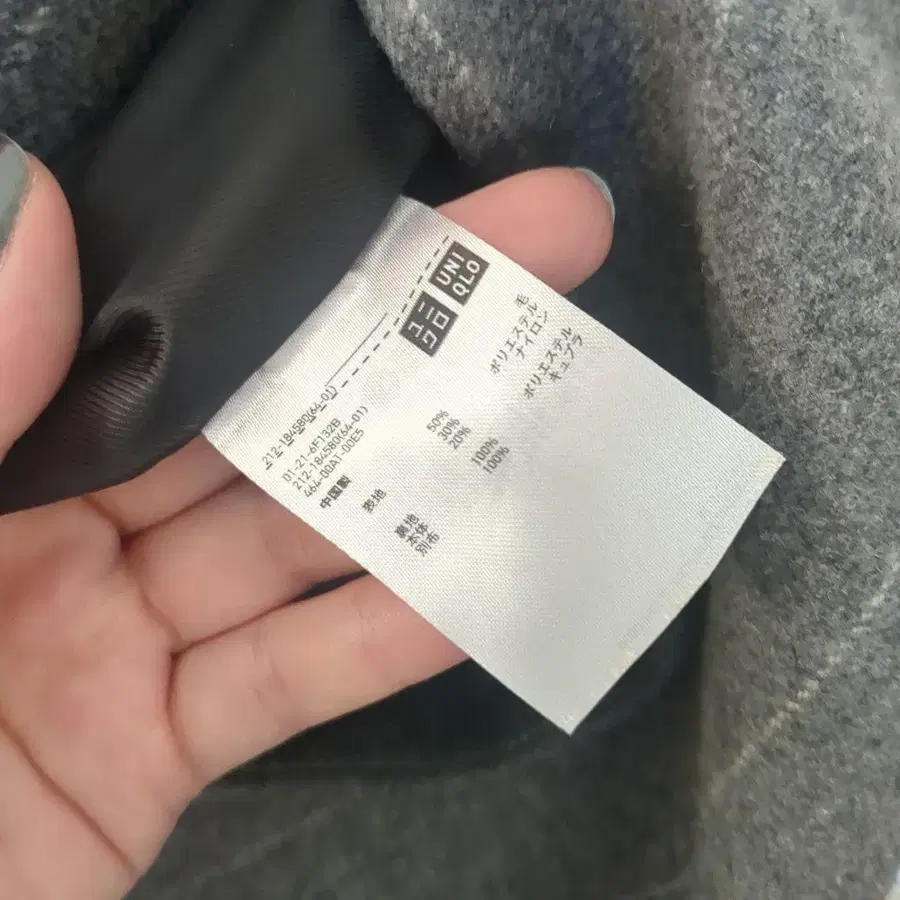 ユニ
クロ
UNI
QLO
212-184580(64-01)
01-21-6F132B
212-184580(64-01)
464-00AT-00E5
中国製
表地 50% 毛
30% ポリエステル
20% ナイロン
裏地
本体 100% ポリエステル
別布 100% キュプラ